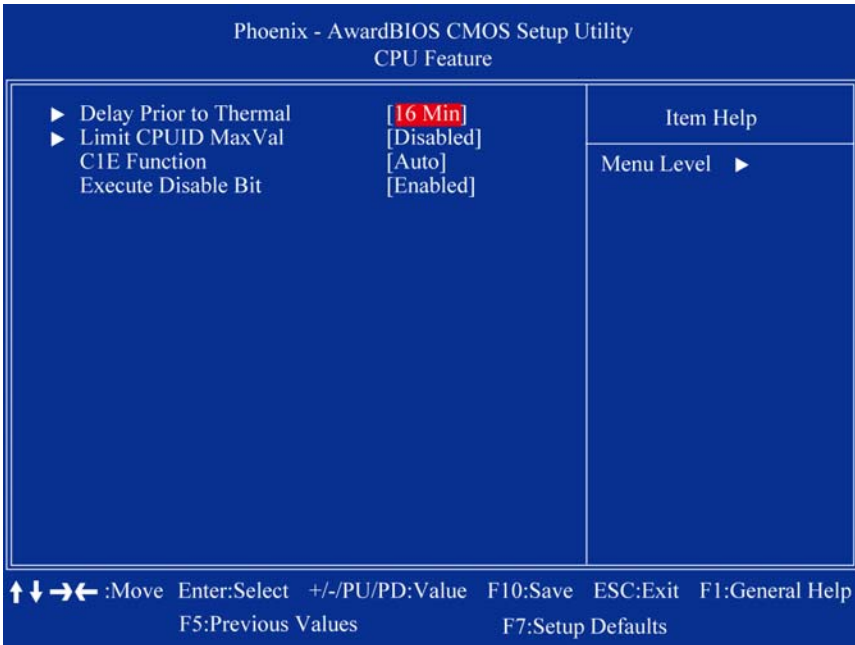 Phoenix - AwardBIOS CMOS Setup Utility
CPU Feature
▶ Delay Prior to Thermal [16 Min]
▶ Limit CPUID MaxVal [Disabled]
C1E Function [Auto]
Execute Disable Bit [Enabled]
Item Help
Menu Level ▶
↑↓→← :Move Enter:Select +/-/PU/PD:Value F10:Save ESC:Exit F1:General Help
F5:Previous Values F7:Setup Defaults